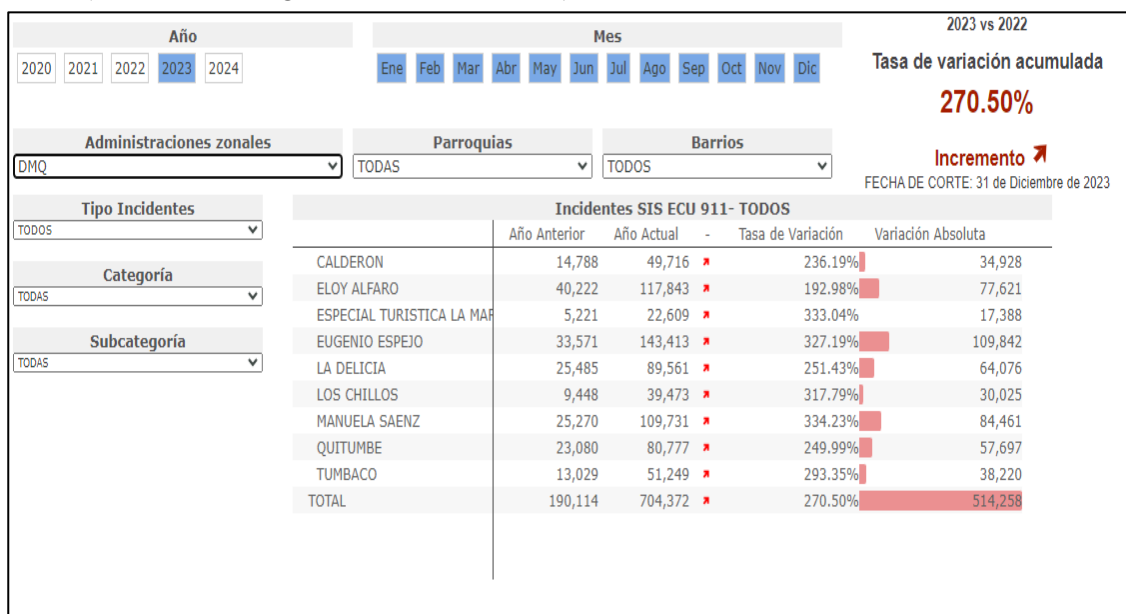 Año
2020 2021 2022 2023 2024
Mes
Ene Feb Mar Abr May Jun Jul Ago Sep Oct Nov Dic
2023 vs 2022
Tasa de variación acumulada
270.50%
Incremento
FECHA DE CORTE: 31 de Diciembre de 2023
Administraciones zonales
DMQ
Parroquias
TODAS
Barrios
TODOS
Tipo Incidentes
TODOS
Categoría
TODAS
Subcategoría
TODAS
Incidentes SIS ECU 911- TODOS
Año Anterior Año Actual - Tasa de Variación Variación Absoluta
CALDERON 14,788 49,716 236.19% 34,928
ELOY ALFARO 40,222 117,843 192.98% 77,621
ESPECIAL TURISTICA LA MAR 5,221 22,609 333.04% 17,388
EUGENIO ESPEJO 33,571 143,413 327.19% 109,842
LA DELICIA 25,485 89,561 251.43% 64,076
LOS CHILLOS 9,448 39,473 317.79% 30,025
MANUELA SAENZ 25,270 109,731 334.23% 84,461
QUITUMBE 23,080 80,777 249.99% 57,697
TUMBACO 13,029 51,249 293.35% 38,220
TOTAL 190,114 704,372 270.50% 514,258